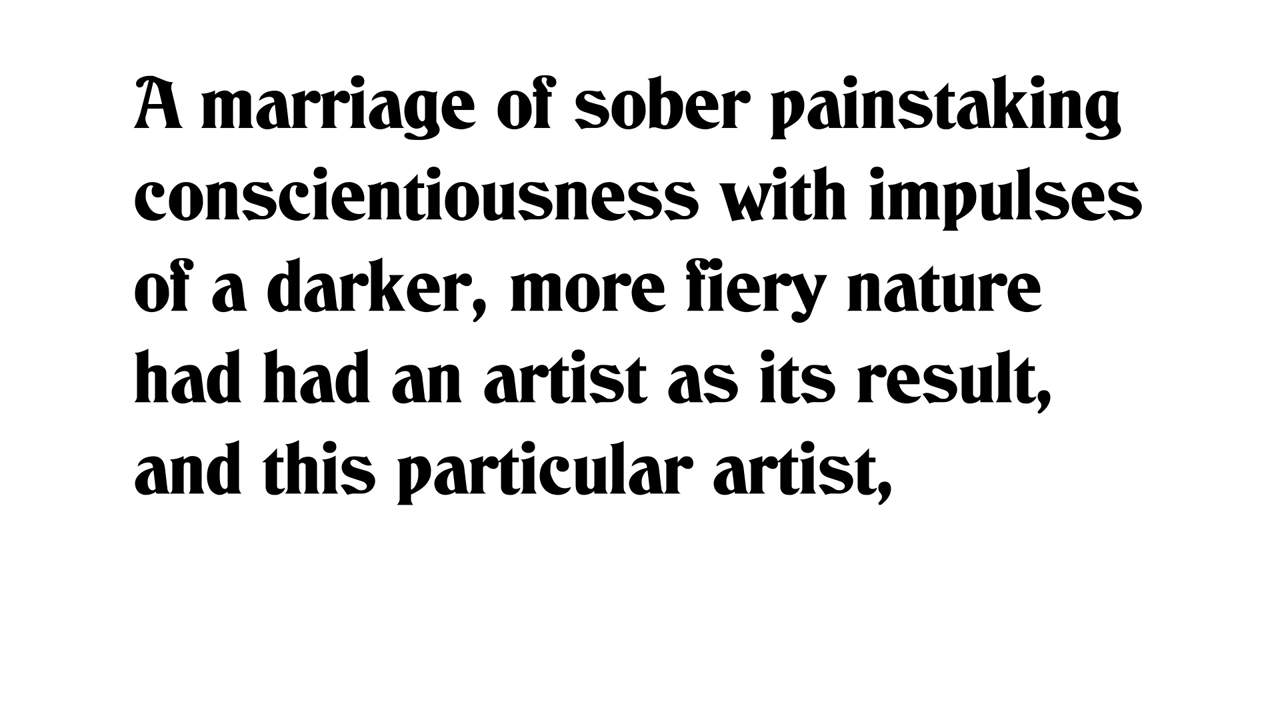 A marriage of sober painstaking
conscientiousness with impulses
of a darker, more fiery nature
had had an artist as its result,
and this particular artist,